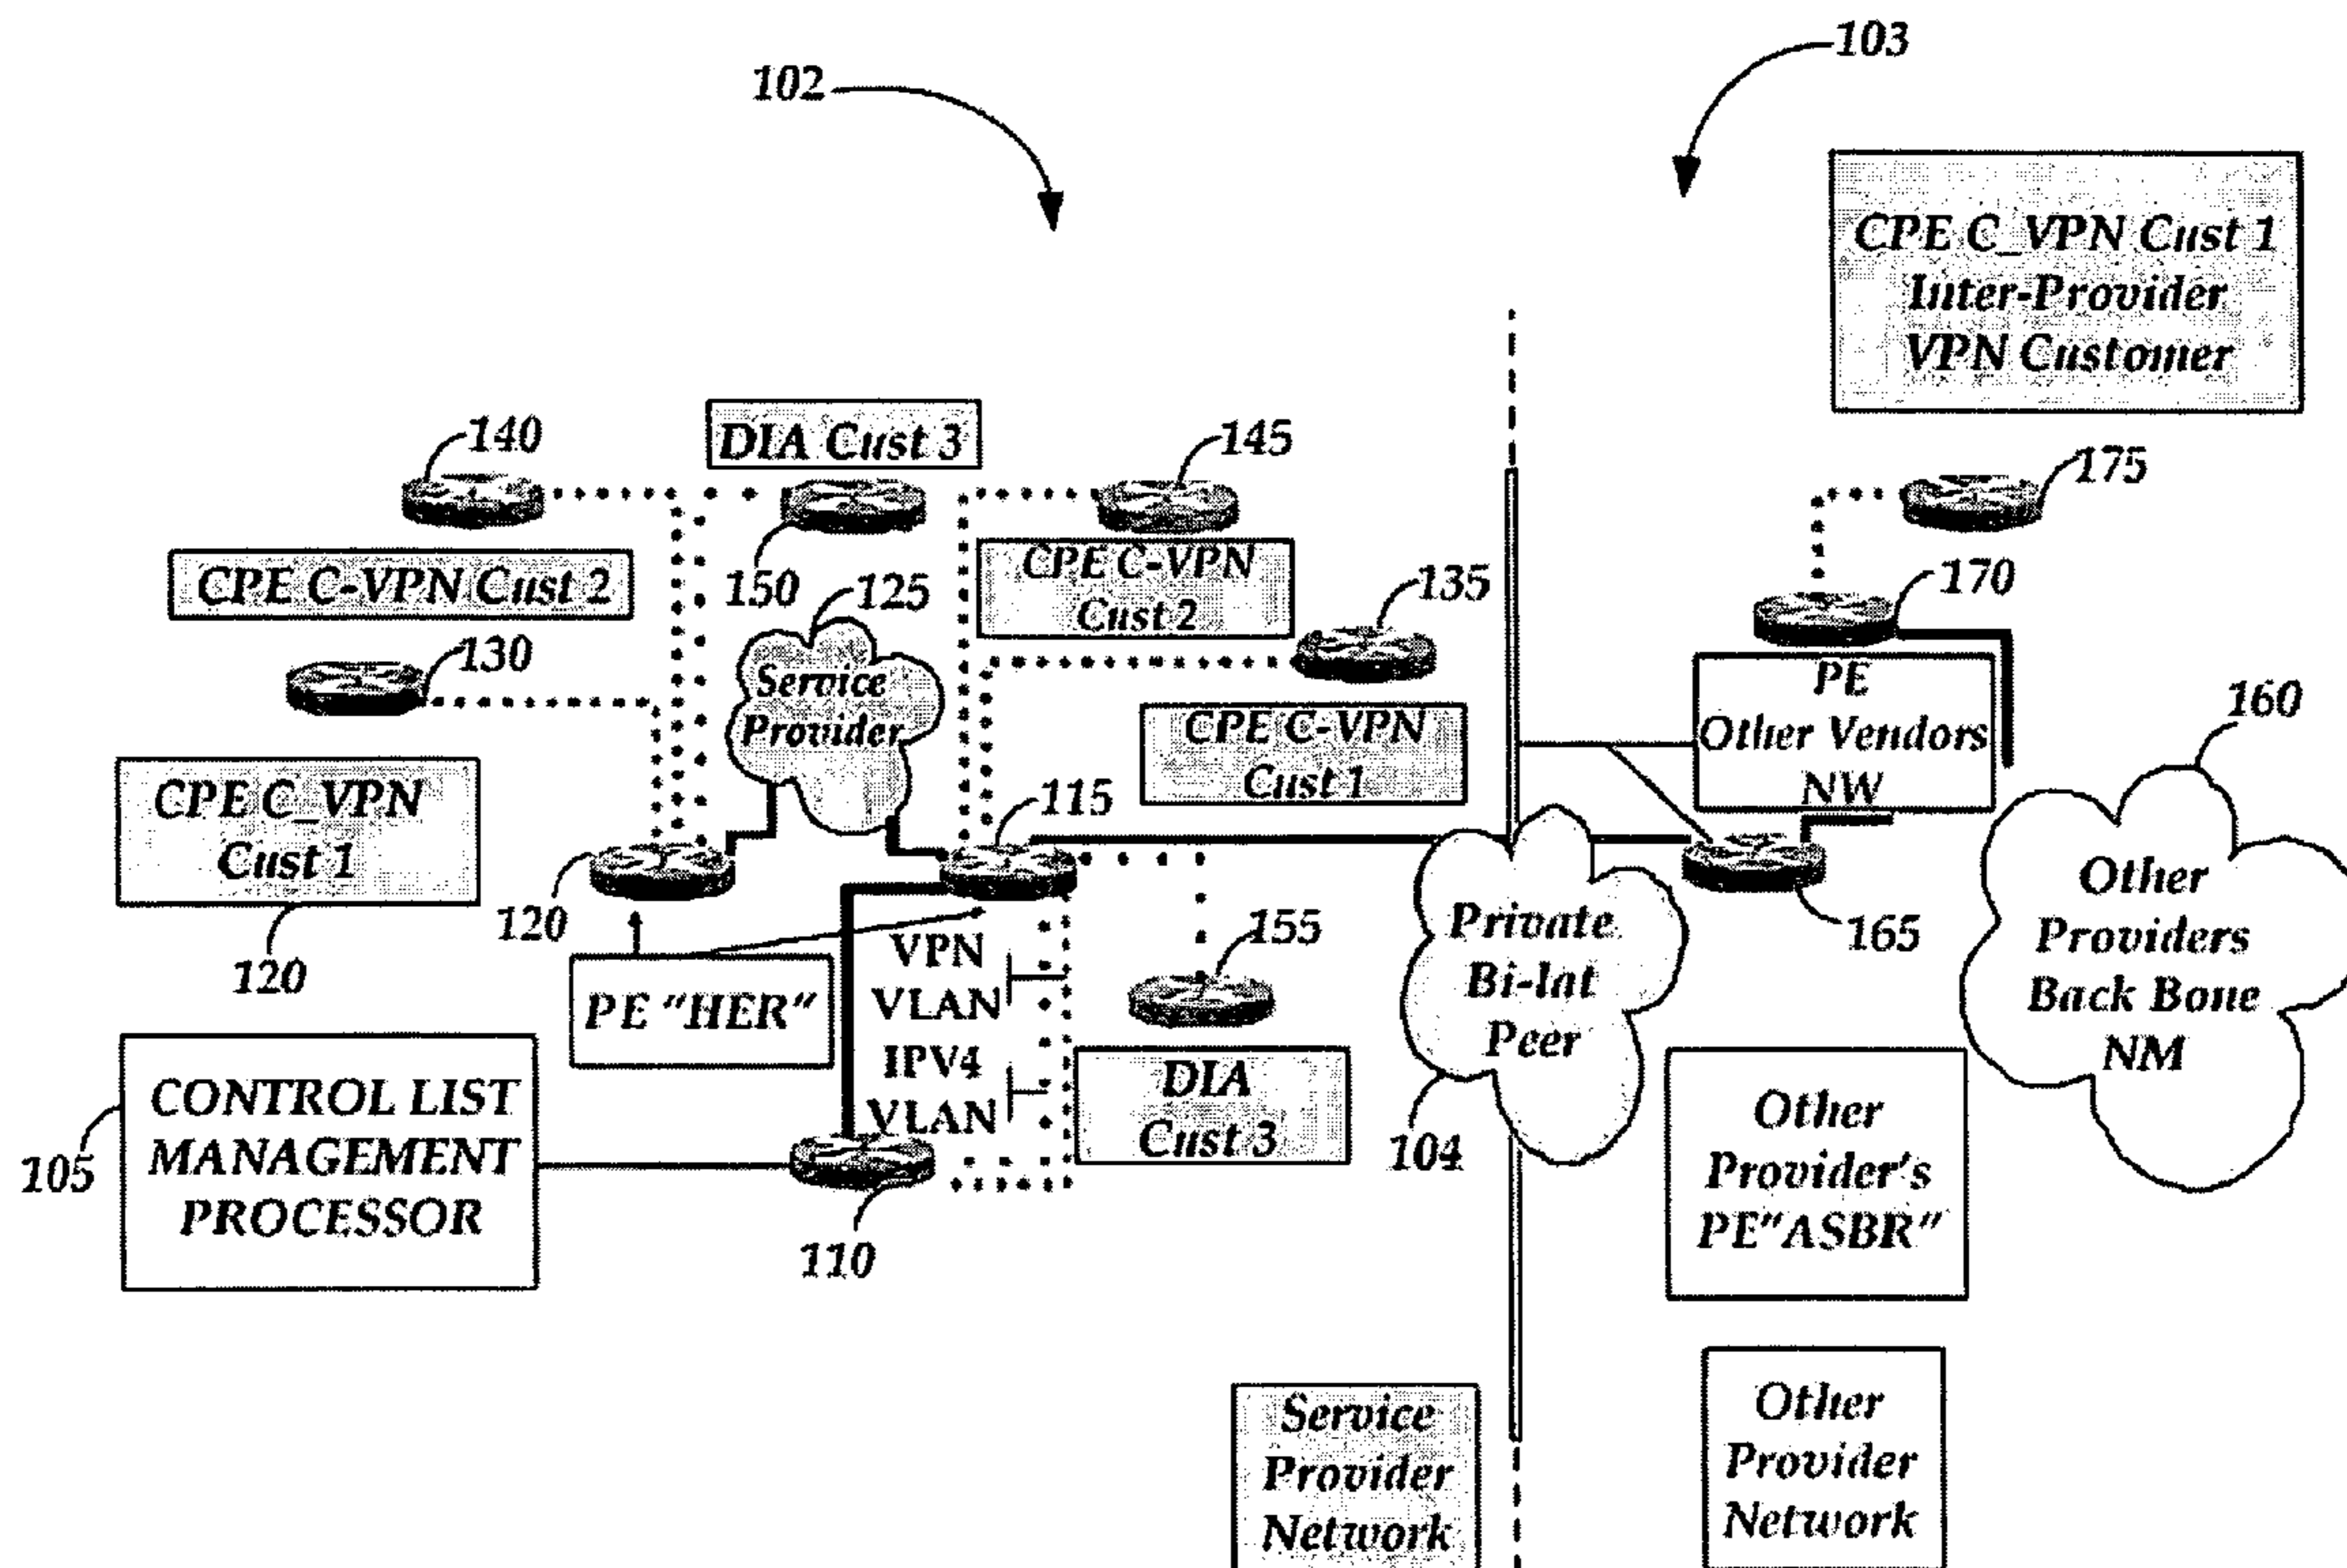 103
102
CPE C_VPN Cust 1
Inter-Provider
VPN Customer
140
DIA Cust 3
145
175
CPE C-VPN Cust 2
150
125
CPE C-VPN
Cust 2
135
170
130
Service
Provider
PE
Other Vendors
NW
160
CPE C_VPN
Cust 1
CPE C-VPN
Cust 1
115
120
120
PE "HER"
VPN
VLAN
IPV4
VLAN
155
DIA
Cust 3
Private
Bi-lat
Peer
104
165
Other
Providers
Back Bone
NM
105
CONTROL LIST
MANAGEMENT
PROCESSOR
110
Other
Provider's
PE"ASBR"
Service
Provider
Network
Other
Provider
Network